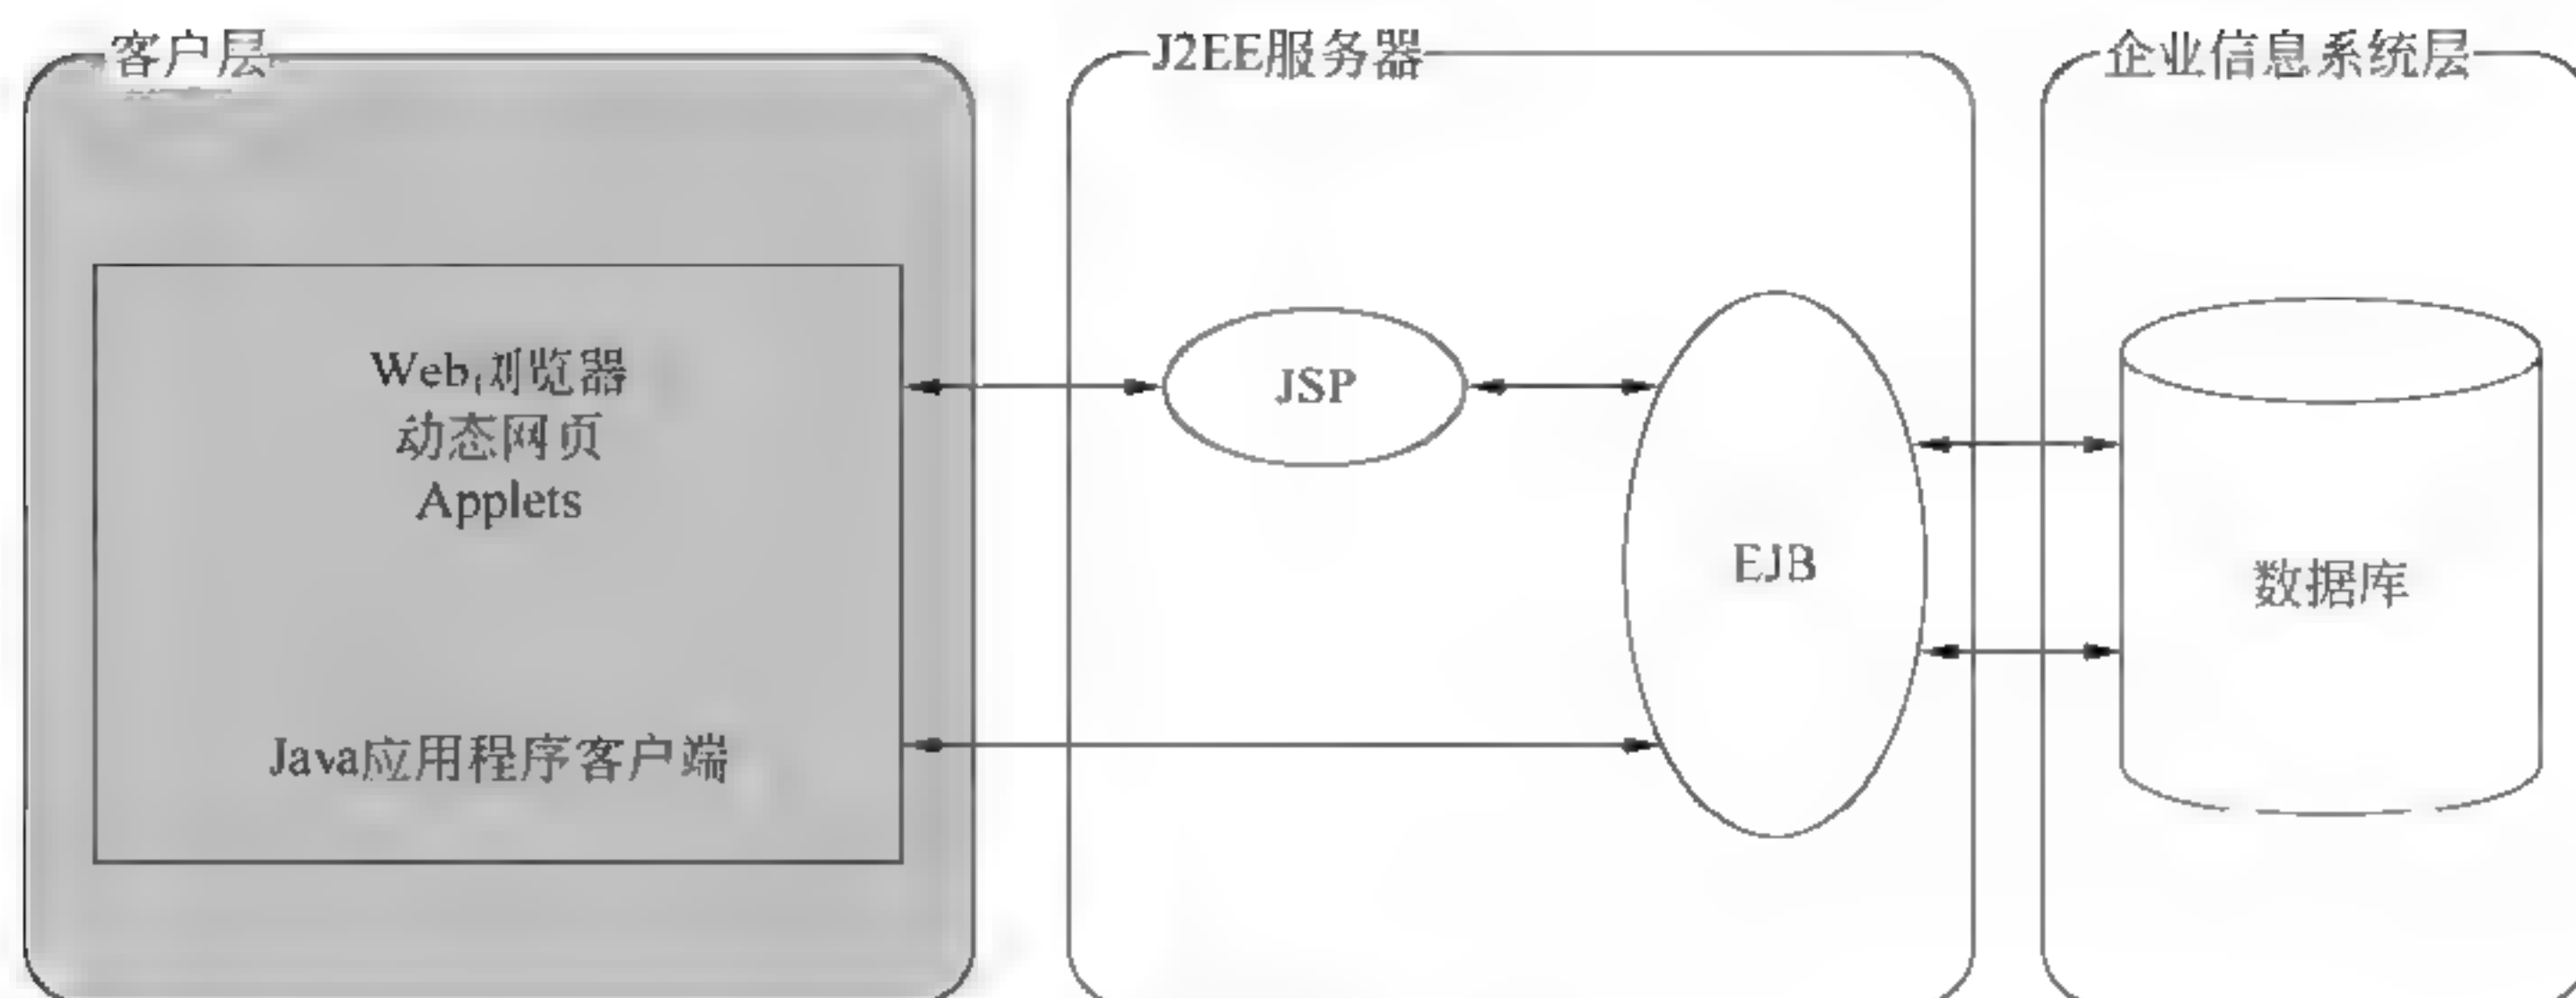 客户层
J2EE服务器
企业信息系统层
Web浏览器
动态网页
Applets
Java应用程序客户端
JSP
EJB
数据库